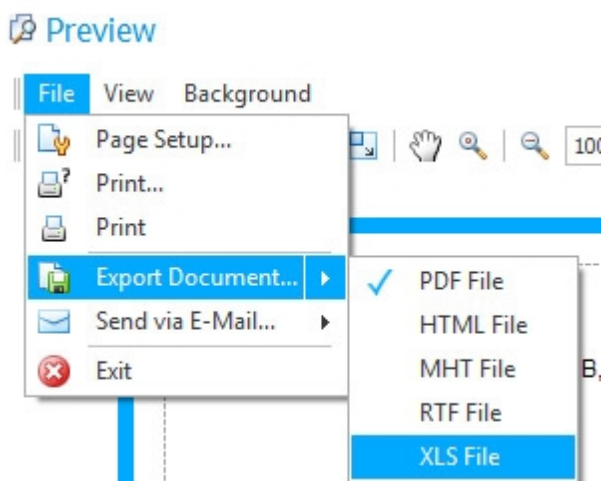 Preview
File View Background
Page Setup...
100
Print...
Print
Export Document...
PDF File
Send via E-Mail...
HTML File
Exit
MHT File
B,
RTF File
XLS File